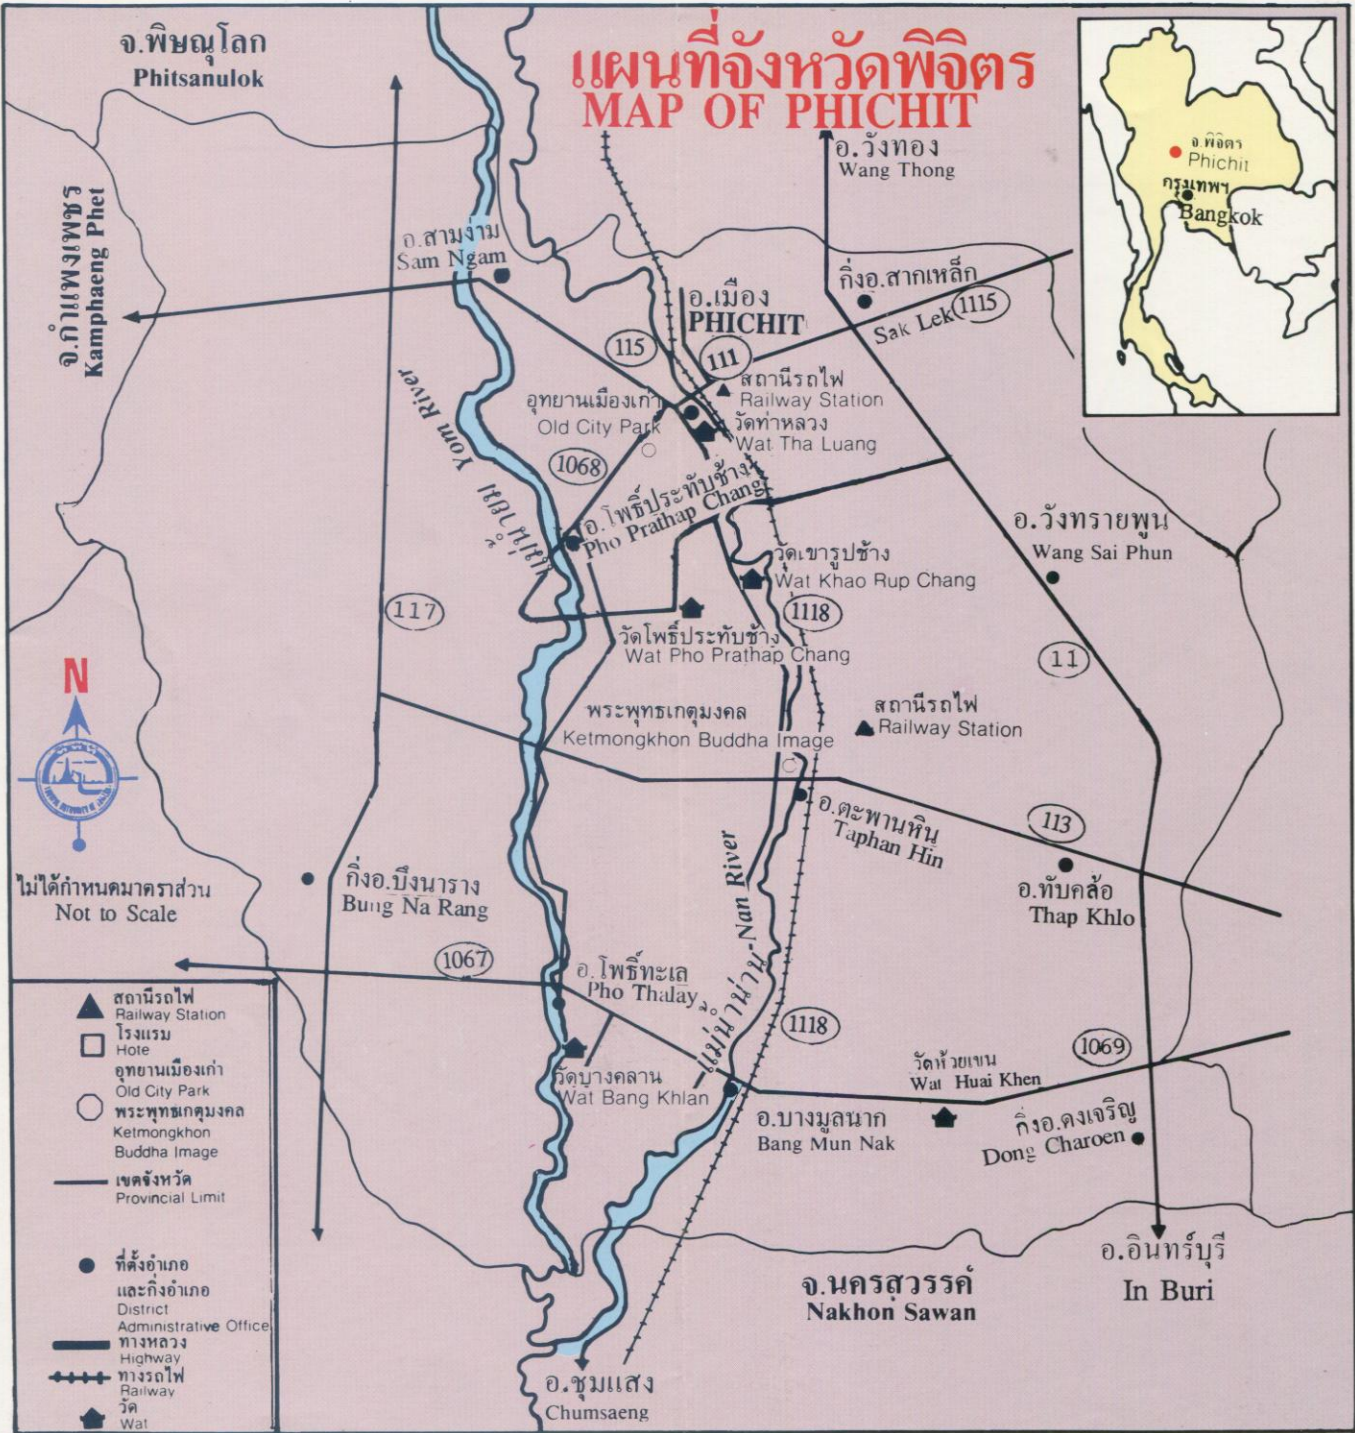 จ.พิษณุโลก
Phitsanulok
แผนที่จังหวัดพิจิตร
MAP OF PHICHIT
จ.พิจิตร
Phichit
กรุงเทพฯ
Bangkok
อ.วังทอง
Wang Thong
จ.กำแพงเพชร
Kamphaeng Phet
อ.สามง่าม
Sam Ngam
กิ่งอ.สากเหล็ก
Sak Lek
1115
อ.เมือง
PHICHIT
115
111
สถานีรถไฟ
Railway Station
อุทยานเมืองเก่า
Old City Park
วัดท่าหลวง
Wat Tha Luang
Yom River
แม่น้ำยม
1068
อ.โพธิ์ประทับช้าง
Pho Prathap Chang
อ.วังทรายพูน
Wang Sai Phun
วัดเขารูปช้าง
Wat Khao Rup Chang
117
1118
วัดโพธิ์ประทับช้าง
Wat Pho Prathap Chang
11
N
พระพุทธเกตุมงคล
Ketmongkhon Buddha Image
สถานีรถไฟ
Railway Station
อ.ตะพานหิน
Taphan Hin
113
ไม่ได้กำหนดมาตราส่วน
Not to Scale
กิ่งอ.บึงนาราง
Bung Na Rang
แม่น้ำน่าน-Nan River
อ.ทับคล้อ
Thap Khlo
1067
อ.โพธิ์ทะเล
Pho Thalay
1118
1069
วัดบางคลาน
Wat Bang Khlan
วัดห้วยเขน
Wat Huai Khen
อ.บางมูลนาก
Bang Mun Nak
กิ่งอ.ดงเจริญ
Dong Charoen
สถานีรถไฟ
Railway Station
โรงแรม
Hote
อุทยานเมืองเก่า
Old City Park
พระพุทธเกตุมงคล
Ketmongkhon
Buddha Image
เขตจังหวัด
Provincial Limit
ที่ตั้งอำเภอ
และกิ่งอำเภอ
District
Administrative Office
ทางหลวง
Highway
ทางรถไฟ
Railway
วัด
Wat
จ.นครสวรรค์
Nakhon Sawan
อ.อินทร์บุรี
In Buri
อ.ชุมแสง
Chumsaeng